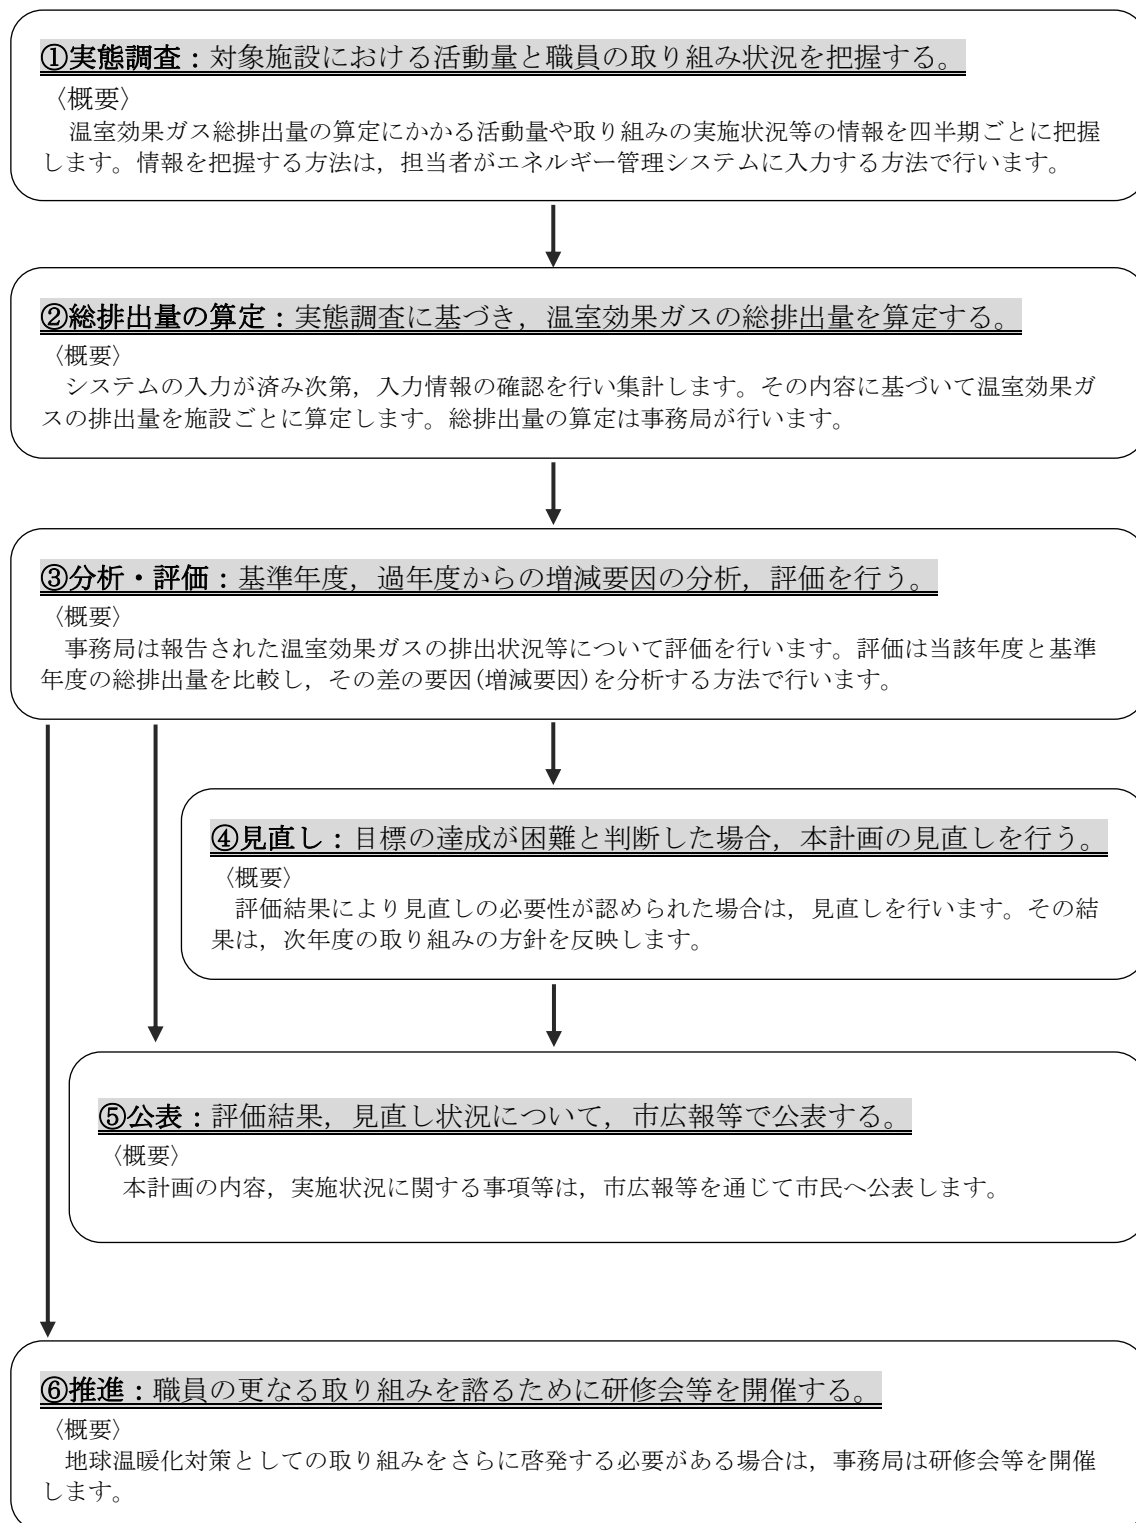 ①実態調査：対象施設における活動量と職員の取り組み状況を把握する。
〈概要〉
温室効果ガス総排出量の算定にかかる活動量や取り組みの実施状況等の情報を四半期ごとに把握
します。情報を把握する方法は，担当者がエネルギー管理システムに入力する方法で行います。
②総排出量の算定：実態調査に基づき，温室効果ガスの総排出量を算定する。
〈概要〉
システムの入力が済み次第，入力情報の確認を行い集計します。その内容に基づいて温室効果ガ
スの排出量を施設ごとに算定します。総排出量の算定は事務局が行います。
③分析・評価：基準年度，過年度からの増減要因の分析，評価を行う。
〈概要〉
事務局は報告された温室効果ガスの排出状況等について評価を行います。評価は当該年度と基準
年度の総排出量を比較し，その差の要因(増減要因)を分析する方法で行います。
④見直し：目標の達成が困難と判断した場合，本計画の見直しを行う。
〈概要〉
評価結果により見直しの必要性が認められた場合は，見直しを行います。その結
果は，次年度の取り組みの方針を反映します。
⑤公表：評価結果，見直し状況について，市広報等で公表する。
〈概要〉
本計画の内容，実施状況に関する事項等は，市広報等を通じて市民へ公表します。
⑥推進：職員の更なる取り組みを諮るために研修会等を開催する。
〈概要〉
地球温暖化対策としての取り組みをさらに啓発する必要がある場合は，事務局は研修会等を開催
します。